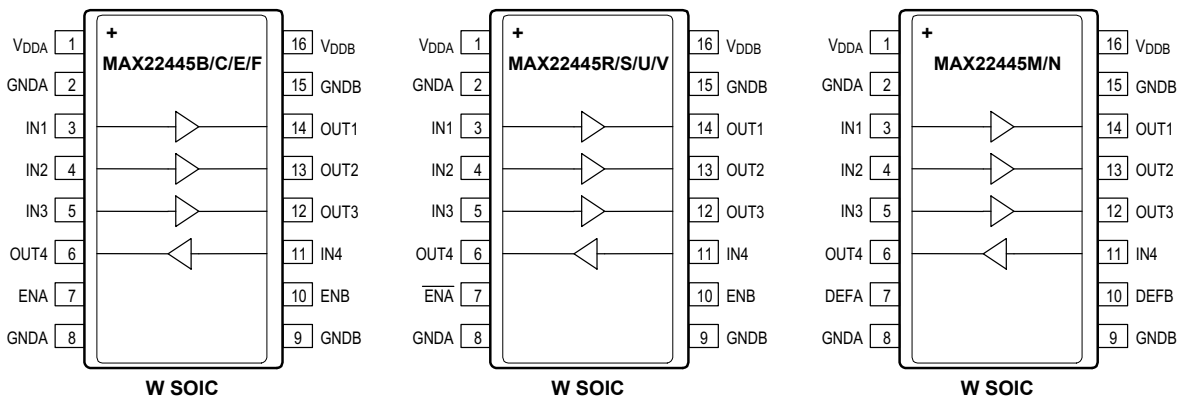 +
MAX22445B/C/E/F
VDDA 1
16 VDDB
GNDA 2
15 GNDB
IN1 3
14 OUT1
IN2 4
13 OUT2
IN3 5
12 OUT3
OUT4 6
11 IN4
ENA 7
10 ENB
GNDA 8
9 GNDB
W SOIC
+
MAX22445R/S/U/V
VDDA 1
16 VDDB
GNDA 2
15 GNDB
IN1 3
14 OUT1
IN2 4
13 OUT2
IN3 5
12 OUT3
OUT4 6
11 IN4
E̅N̅A̅ 7
10 ENB
GNDA 8
9 GNDB
W SOIC
+
MAX22445M/N
VDDA 1
16 VDDB
GNDA 2
15 GNDB
IN1 3
14 OUT1
IN2 4
13 OUT2
IN3 5
12 OUT3
OUT4 6
11 IN4
DEFA 7
10 DEFB
GNDA 8
9 GNDB
W SOIC